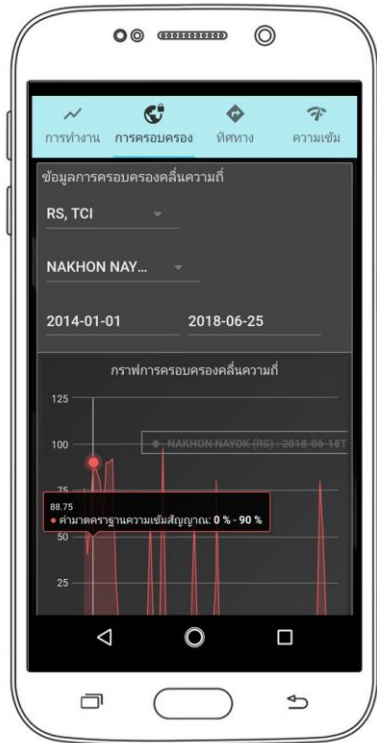 การทำงาน การครอบครอง ทิศทาง ความเข้ม
ข้อมูลการครอบครองคลื่นความถี่
RS, TCI
NAKHON NAY...
2014-01-01 2018-06-25
กราฟการครอบครองคลื่นความถี่
125
100
, NAKHON NAYOK (RS) : 2018-06-18T
75
88.75
ค่ามาตคราฐานความเข้มสัญญาณ: 0 % - 90 %
50
25